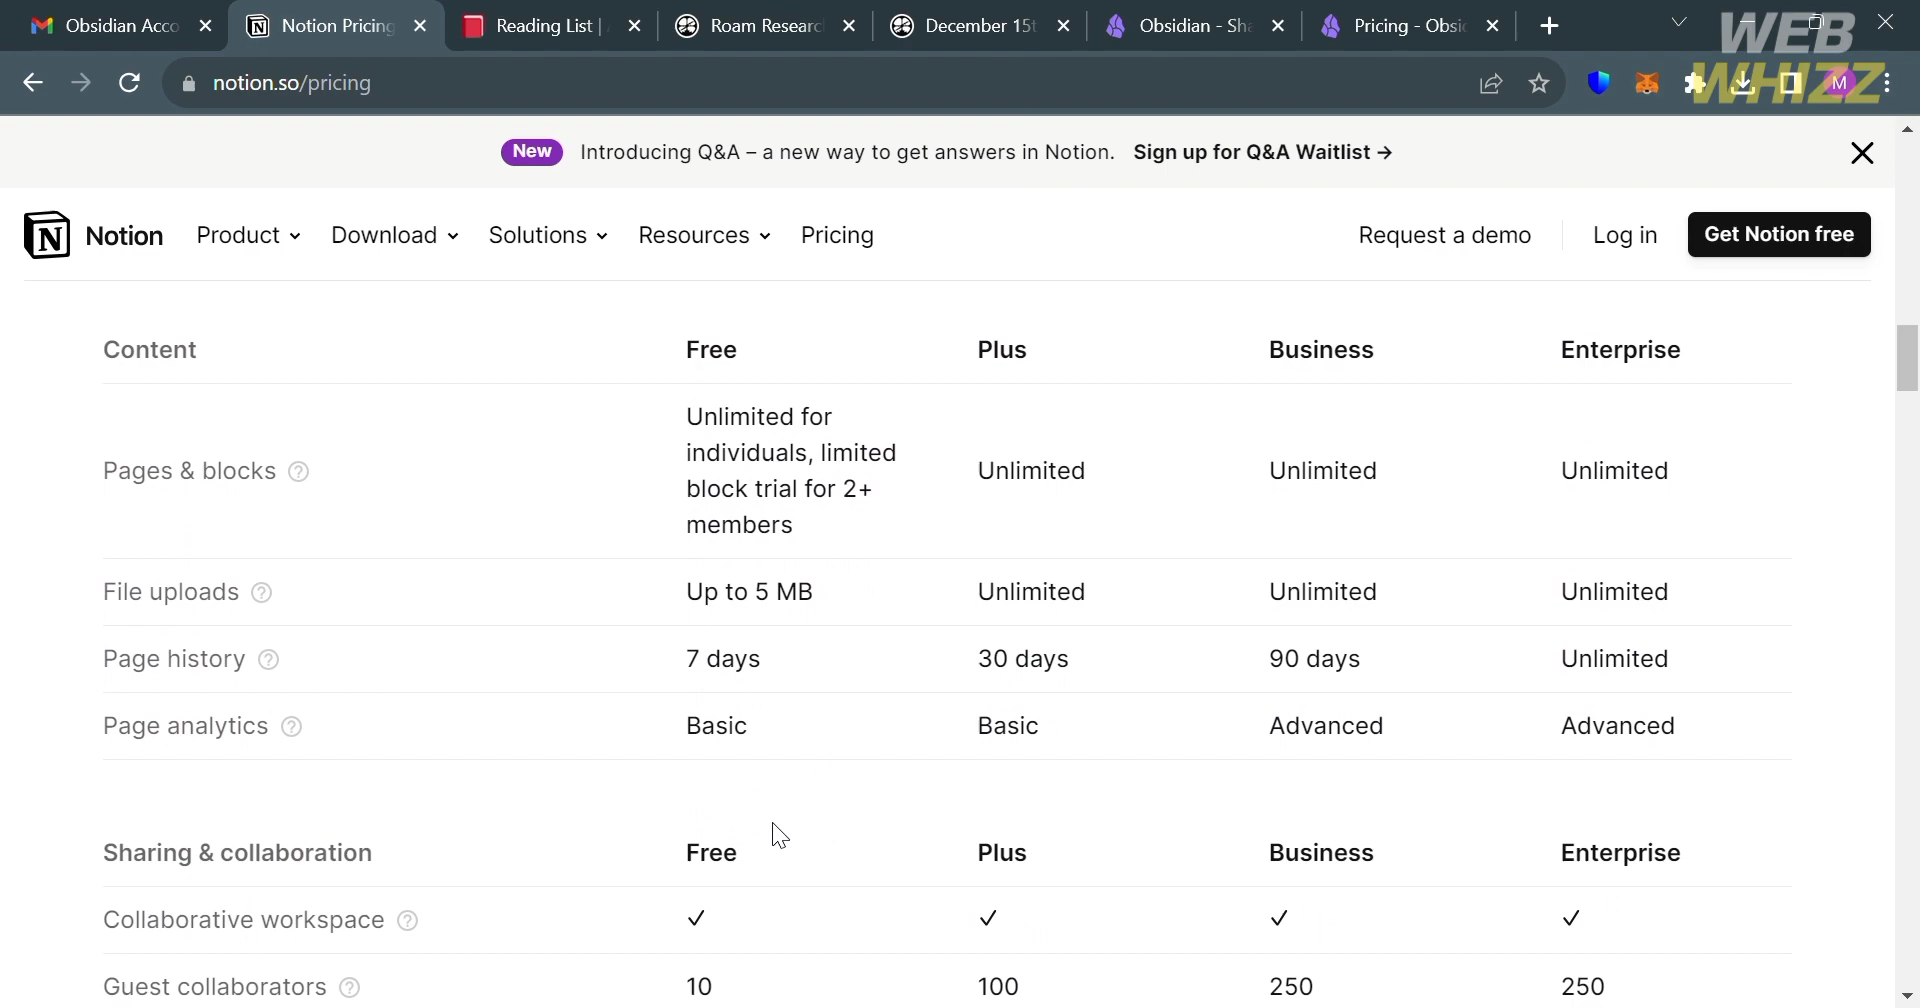 Obsidian Acco
Notion Pricing
Reading List |
Roam Researc
December 15t
Obsidian - Sha
Pricing - Obsi
WEB
WHIZZ
notion.so/pricing
M
New
Introducing Q&A – a new way to get answers in Notion. Sign up for Q&A Waitlist →
Notion
Product
Download
Solutions
Resources
Pricing
Request a demo
Log in
Get Notion free
Content Free Plus Business Enterprise
Unlimited for
individuals, limited
block trial for 2+
members
Pages & blocks ? Unlimited Unlimited Unlimited
File uploads ? Up to 5 MB Unlimited Unlimited Unlimited
Page history ? 7 days 30 days 90 days Unlimited
Page analytics ? Basic Basic Advanced Advanced
Sharing & collaboration Free Plus Business Enterprise
Collaborative workspace ? ✓ ✓ ✓ ✓
Guest collaborators ? 10 100 250 250